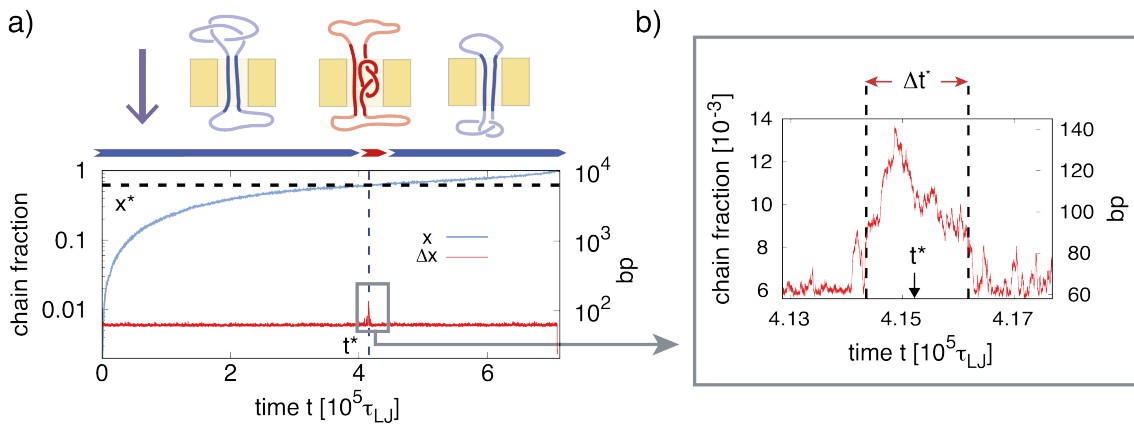 a)
chain fraction
1
0.1
0.01
x*
x
Δx
t*
10⁴
10³
10²
bp
0
2
4
6
time t [10⁵τ_LJ]
b)
Δt*
chain fraction [10⁻³]
14
12
10
8
6
t*
140
120
100
80
60
bp
4.13
4.15
4.17
time t [10⁵τ_LJ]